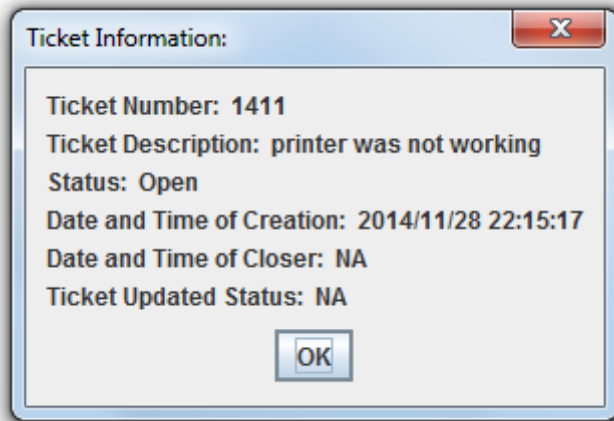 Ticket Information:
Ticket Number: 1411
Ticket Description: printer was not working
Status: Open
Date and Time of Creation: 2014/11/28 22:15:17
Date and Time of Closer: NA
Ticket Updated Status: NA
OK